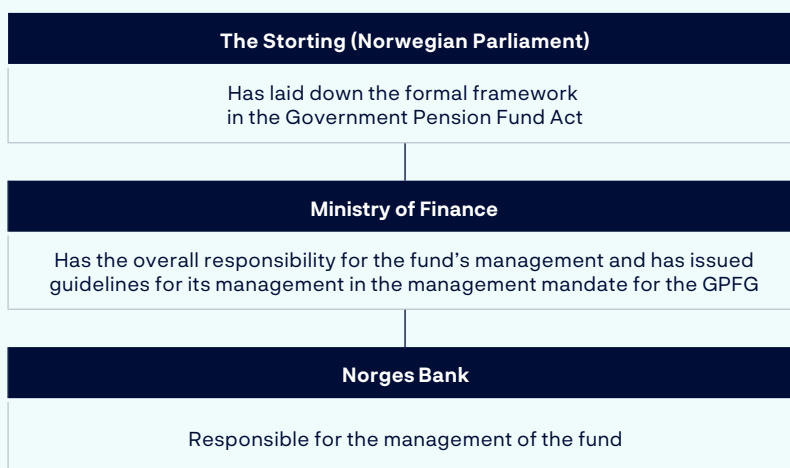 The Storting (Norwegian Parliament)
Has laid down the formal framework
in the Government Pension Fund Act
Ministry of Finance
Has the overall responsibility for the fund’s management and has issued
guidelines for its management in the management mandate for the GPFG
Norges Bank
Responsible for the management of the fund